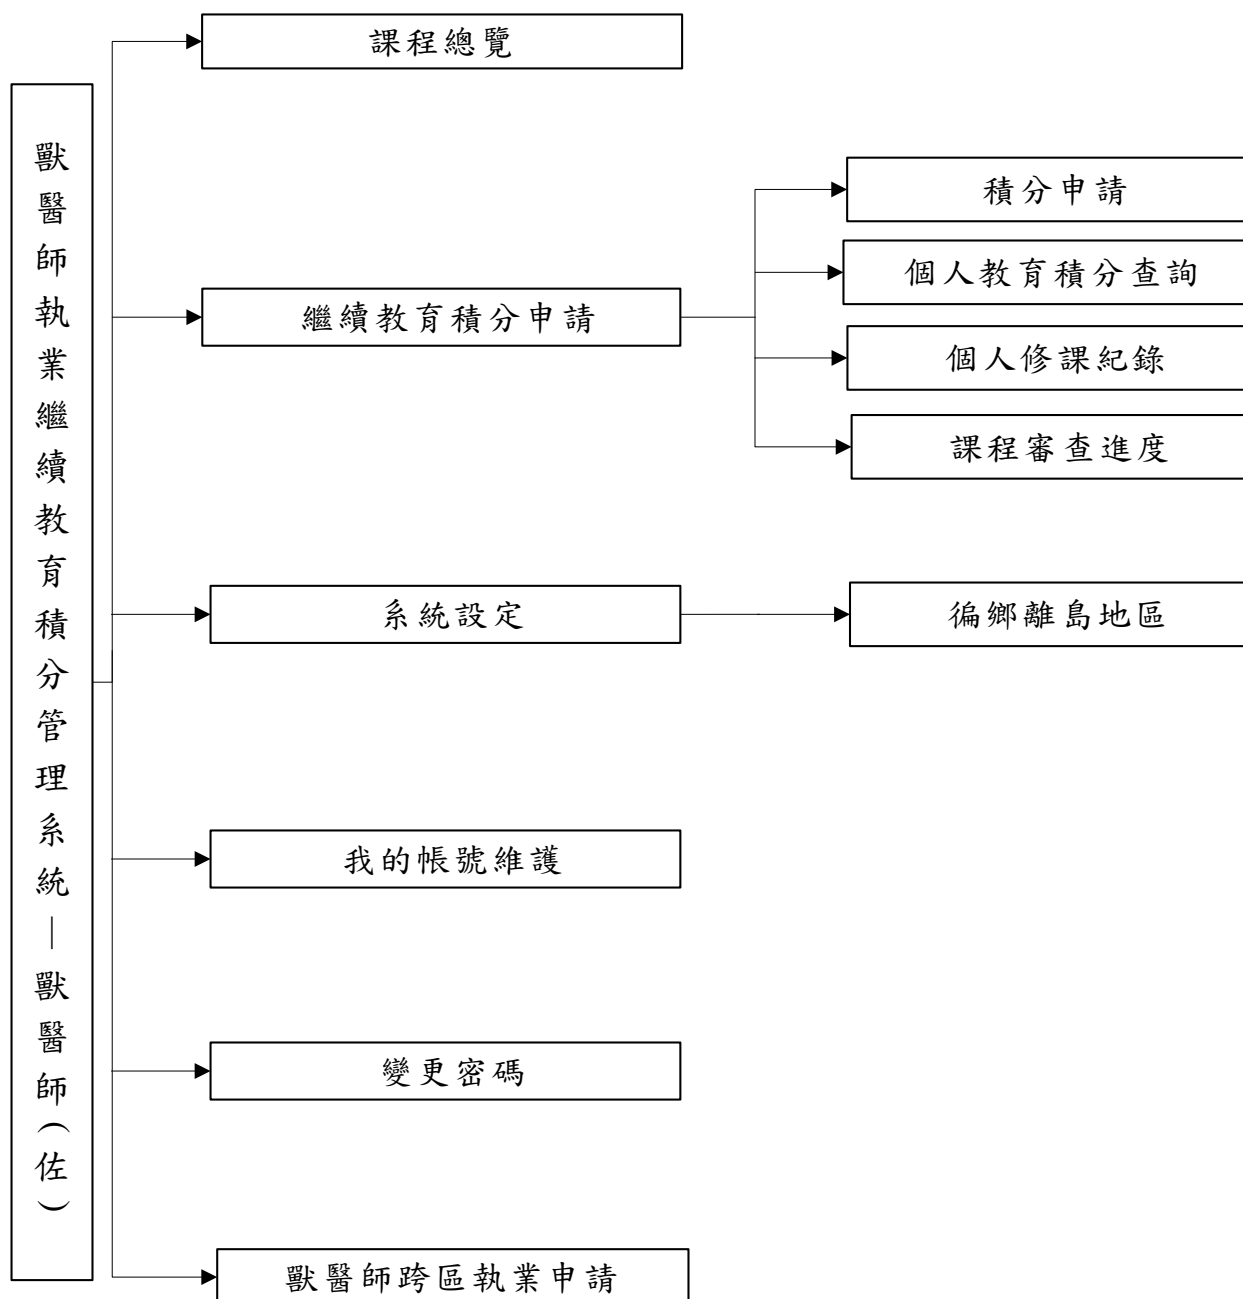 獸醫師執業繼續教育積分管理系統—獸醫師(佐)
課程總覽
繼續教育積分申請
積分申請
個人教育積分查詢
個人修課紀錄
課程審查進度
系統設定
徧鄉離島地區
我的帳號維護
變更密碼
獸醫師跨區執業申請